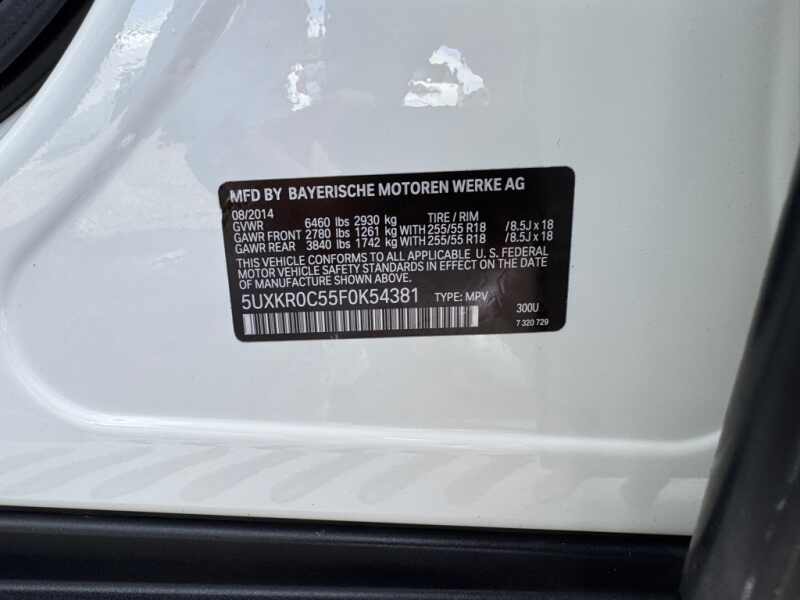 MFD BY BAYERISCHE MOTOREN WERKE AG
08/2014
GVWR 6460 lbs 2930 kg TIRE / RIM
GAWR FRONT 2780 lbs 1261 kg WITH 255/55 R18 /8.5J x 18
GAWR REAR 3840 lbs 1742 kg WITH 255/55 R18 /8.5J x 18
THIS VEHICLE CONFORMS TO ALL APPLICABLE U. S. FEDERAL
MOTOR VEHICLE SAFETY STANDARDS IN EFFECT ON THE DATE
OF MANUFACTURE SHOWN ABOVE.
5UXKR0C55F0K54381 TYPE: MPV
300U
7 320 729